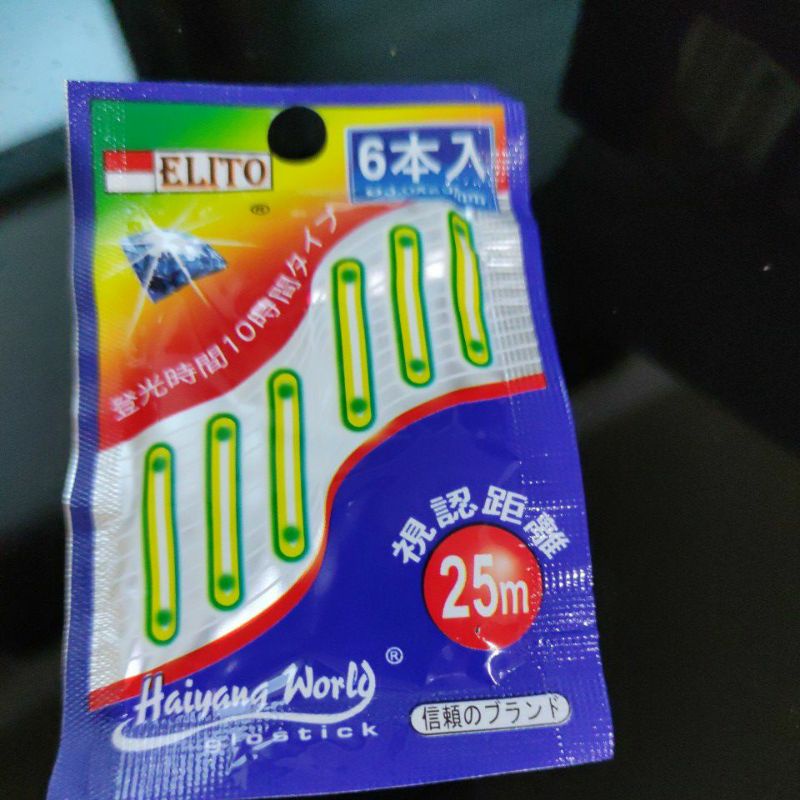 ELITO
®
6本入
登光時間10時間タイプ
視認距離
25m
Haiyang World ®
glostick
信頼のブランド